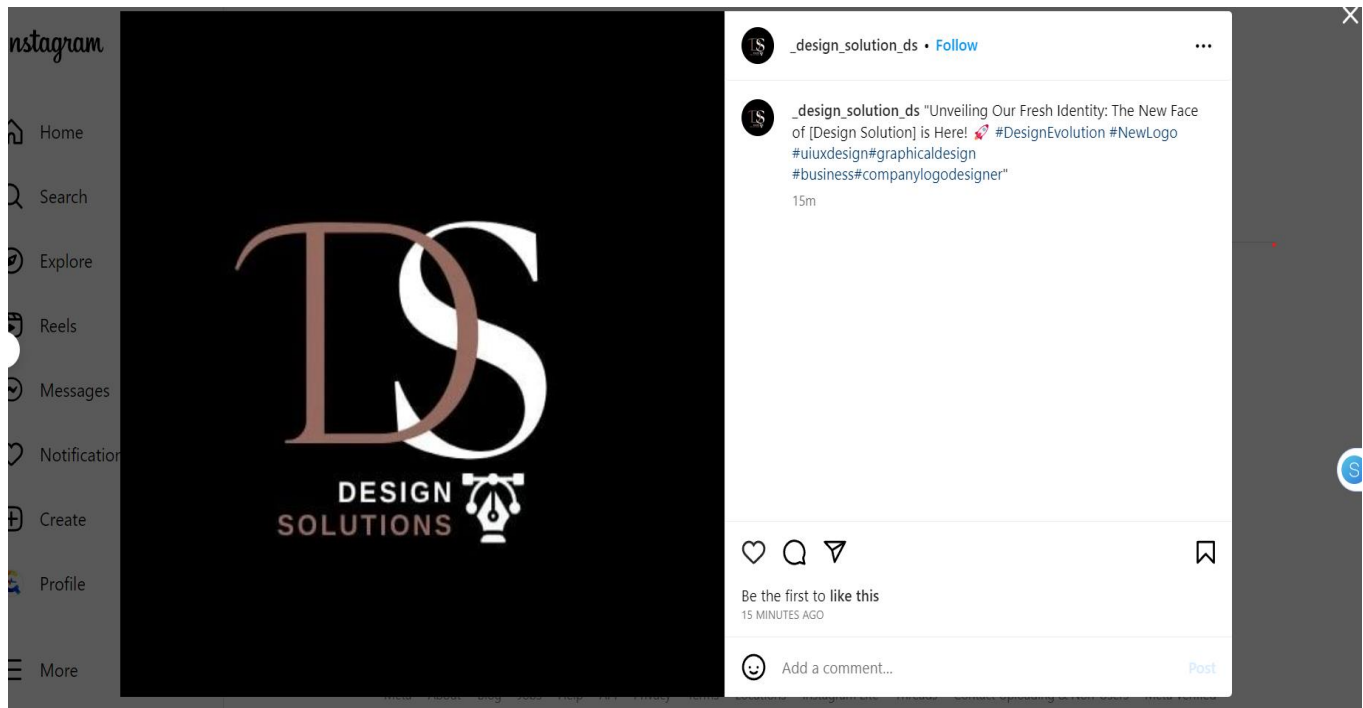 Instagram
Home
Search
Explore
Reels
Messages
Notification
Create
Profile
More
DS
DESIGN
SOLUTIONS
_design_solution_ds • Follow
_design_solution_ds "Unveiling Our Fresh Identity: The New Face
of [Design Solution] is Here! 🚀 #DesignEvolution #NewLogo
#uiuxdesign#graphicaldesign
#business#companylogodesigner"
15m
Be the first to like this
15 MINUTES AGO
Add a comment...
Post
S